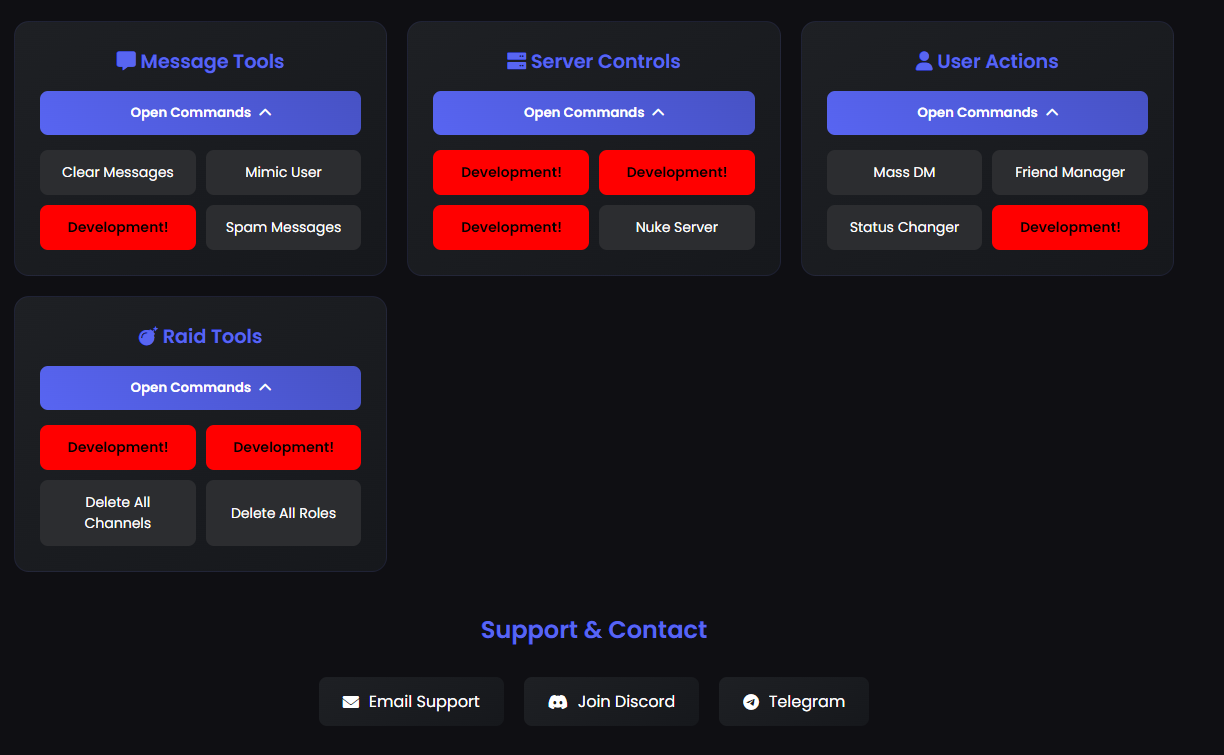 Message Tools
Open Commands
Clear Messages
Mimic User
Development!
Spam Messages
Server Controls
Open Commands
Development!
Development!
Development!
Nuke Server
User Actions
Open Commands
Mass DM
Friend Manager
Status Changer
Development!
Raid Tools
Open Commands
Development!
Development!
Delete All
Channels
Delete All Roles
Support & Contact
Email Support
Join Discord
Telegram